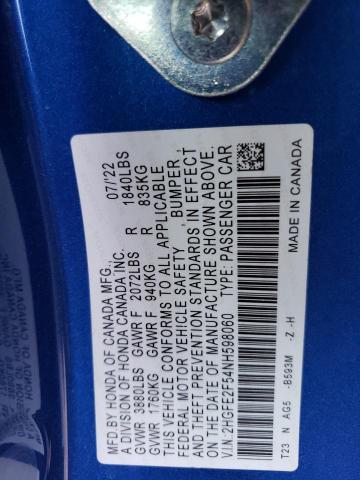 MFD.BY HONDA OF CANADA MFG., 07/'22
A DIVISION OF HONDA CANADA INC.
GVWR 3880LBS GAWR F 2072LBS R 1840LBS
GVWR 1760KG GAWR F 940KG R 835KG
THIS VEHICLE CONFORMS TO ALL APPLICABLE
FEDERAL MOTOR VEHICLE SAFETY, BUMPER,
AND THEFT PREVENTION STANDARDS IN EFFECT
ON THE DATE OF MANUFACTURE SHOWN ABOVE.
V.I.N:2HGFE2F54NH598060 TYPE:PASSENGER CAR
T23 N AG5 -B593M -Z -H MADE IN CANADA